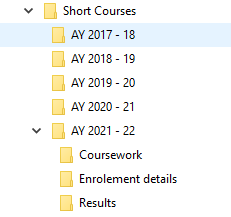 Short Courses
AY 2017 - 18
AY 2018 - 19
AY 2019 - 20
AY 2020 - 21
AY 2021 - 22
Coursework
Enrolement details
Results